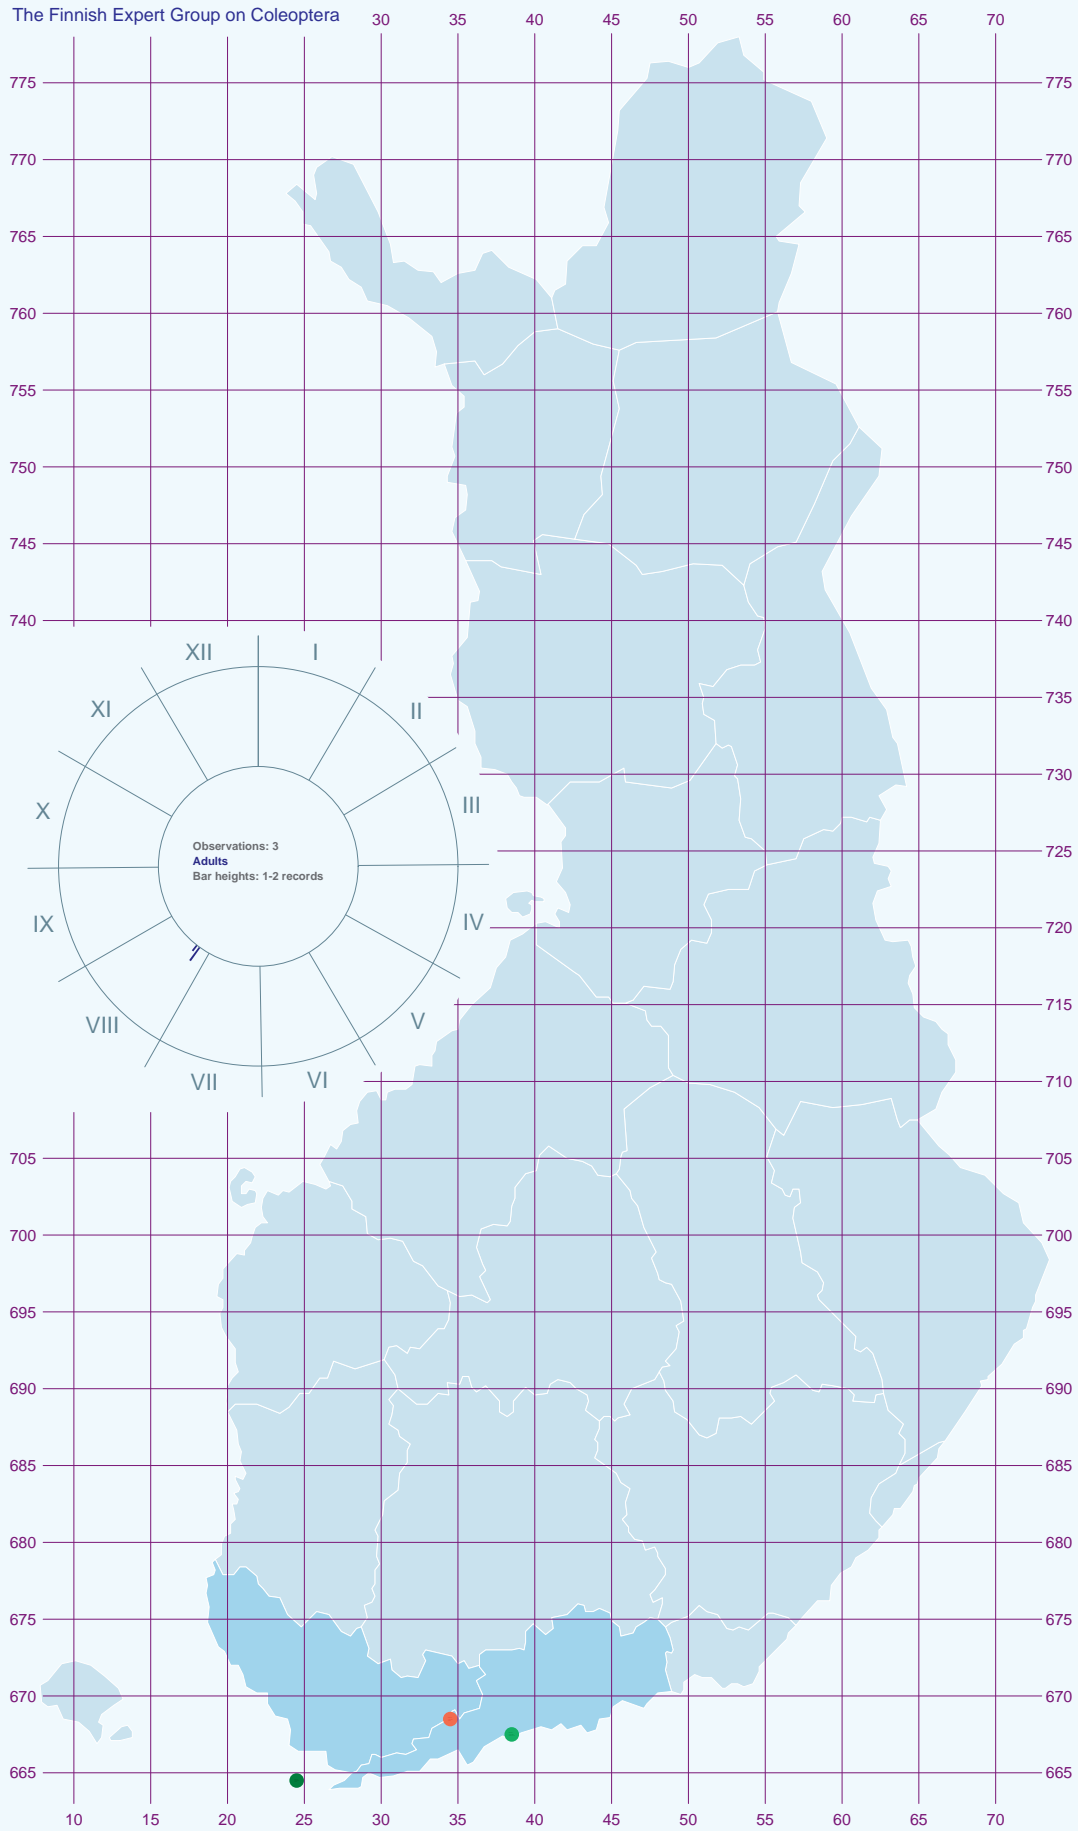 The Finnish Expert Group on Coleoptera
30 35 40 45 50 55 60 65 70
775 775
770 770
765 765
760 760
755 755
750 750
745 745
740 740
XII I
XI II
735
730
X III
725
Observations: 3
Adults
Bar heights: 1-2 records
IX IV
720
VIII V
715
VII VI
710
705 705
700 700
695 695
690 690
685 685
680 680
675 675
670 670
665 665
10 15 20 25 30 35 40 45 50 55 60 65 70